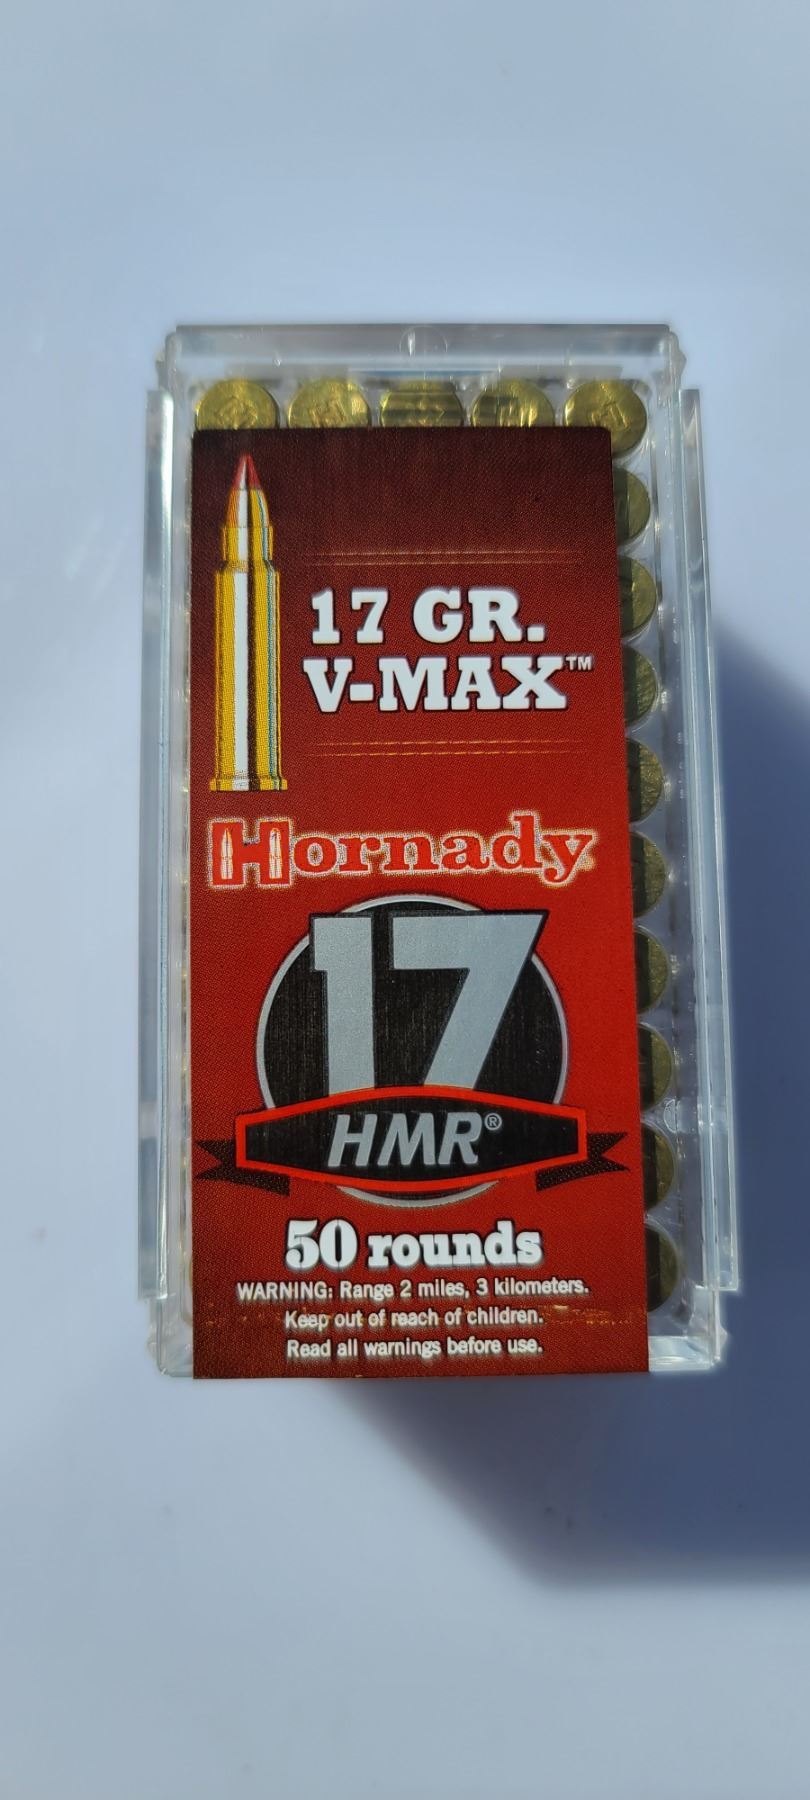 17 GR.
V-MAX™
Hornady
17
HMR®
50 rounds
WARNING: Range 2 miles, 3 kilometers.
Keep out of reach of children.
Read all warnings before use.